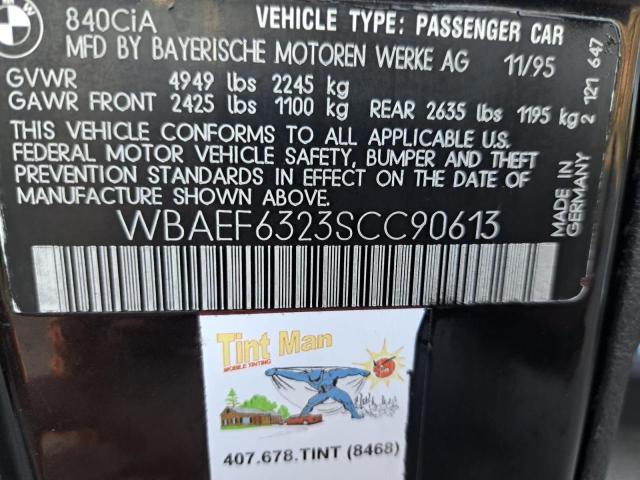 840CiA VEHICLE TYPE: PASSENGER CAR
MFD BY BAYERISCHE MOTOREN WERKE AG 11/95
GVWR 4949 lbs 2245 kg
GAWR FRONT 2425 lbs 1100 kg REAR 2635 lbs 1195 kg
THIS VEHICLE CONFORMS TO ALL APPLICABLE U.S.
FEDERAL MOTOR VEHICLE SAFETY, BUMPER AND THEFT
PREVENTION STANDARDS IN EFFECT ON THE DATE OF
MANUFACTURE SHOWN ABOVE.
WBAEF6323SCC90613
2 121 647
MADE IN
GERMANY
Tint Man
MOBILE TINTING
407.678.TINT (8468)